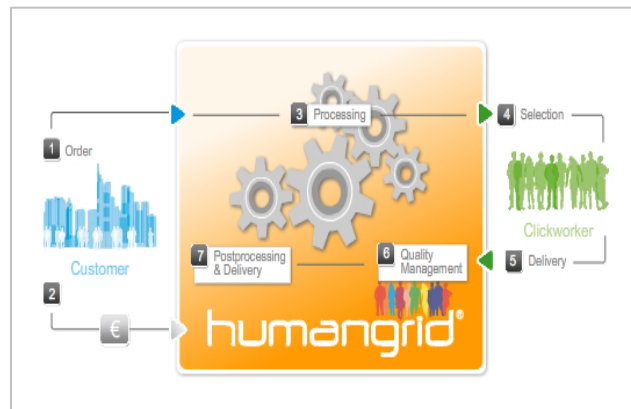 3 Processing
4 Selection
1 Order
Clickworker
7 Postprocessing
& Delivery
6 Quality
Management
5 Delivery
Customer
2
€
humangrid®